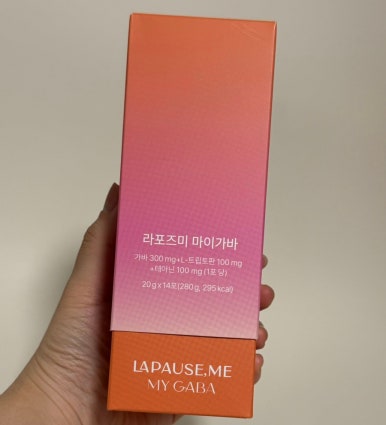 라포즈미 마이가바
가바 300 mg+L-트립토판 100 mg
+테아닌 100 mg (1포 당)
20 g x 14포(280 g, 295 kcal)
LAPAUSE,ME
MY GABA